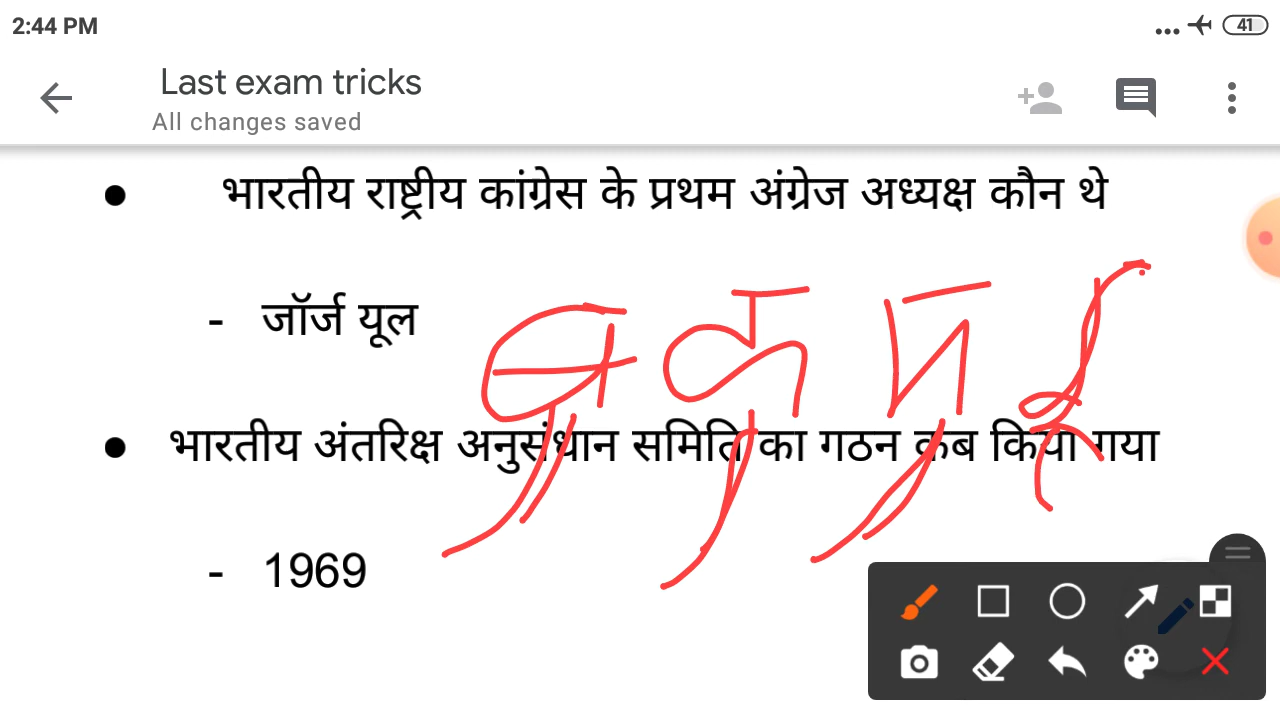 2:44 PM
41
Last exam tricks
All changes saved
● भारतीय राष्ट्रीय कांग्रेस के प्रथम अंग्रेज अध्यक्ष कौन थे
- जॉर्ज यूल
● भारतीय अंतरिक्ष अनुसंधान समिति का गठन कब किया गया
- 1969